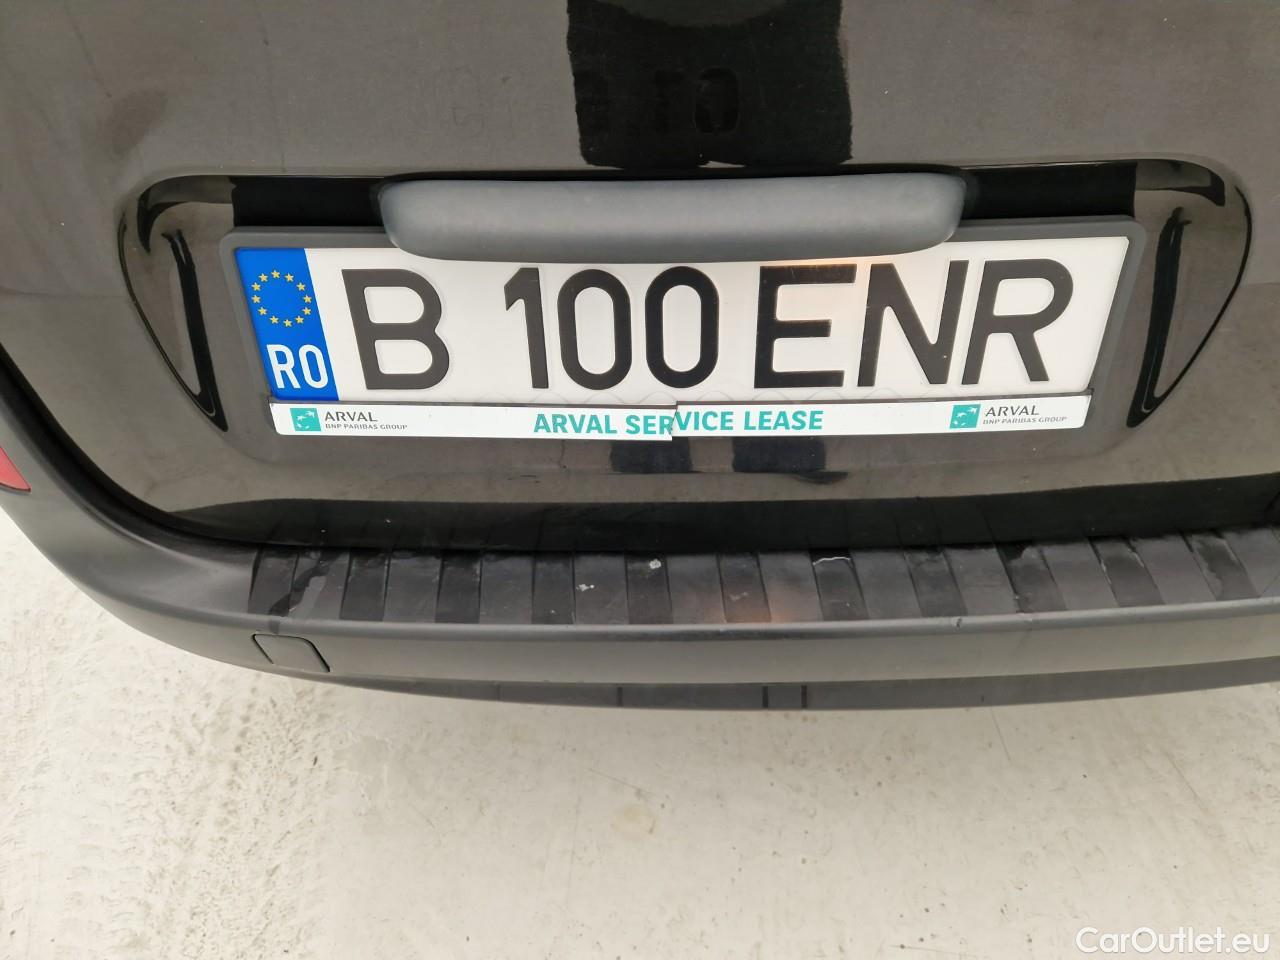 RO B 100 ENR
ARVAL BNP PARIBAS GROUP ARVAL SERVICE LEASE ARVAL BNP PARIBAS GROUP
CarOutlet.eu